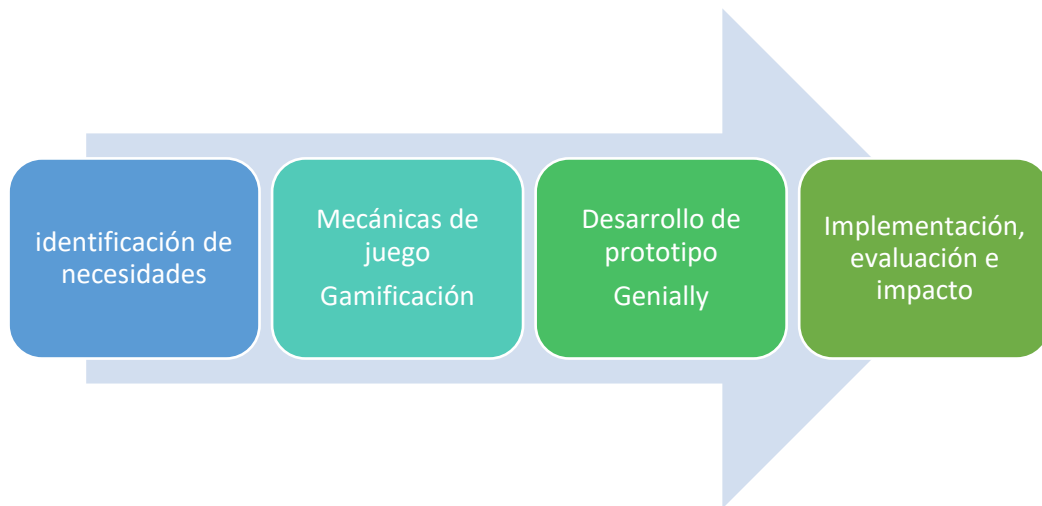 identificación de
necesidades
Mecánicas de
juego
Gamificación
Desarrollo de
prototipo
Genially
Implementación,
evaluación e
impacto